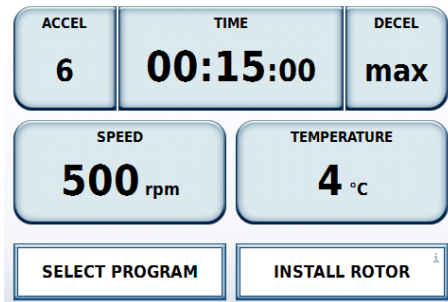 ACCEL TIME DECEL
6 00:15:00 max
SPEED TEMPERATURE
500 rpm 4 °C
i
SELECT PROGRAM INSTALL ROTOR